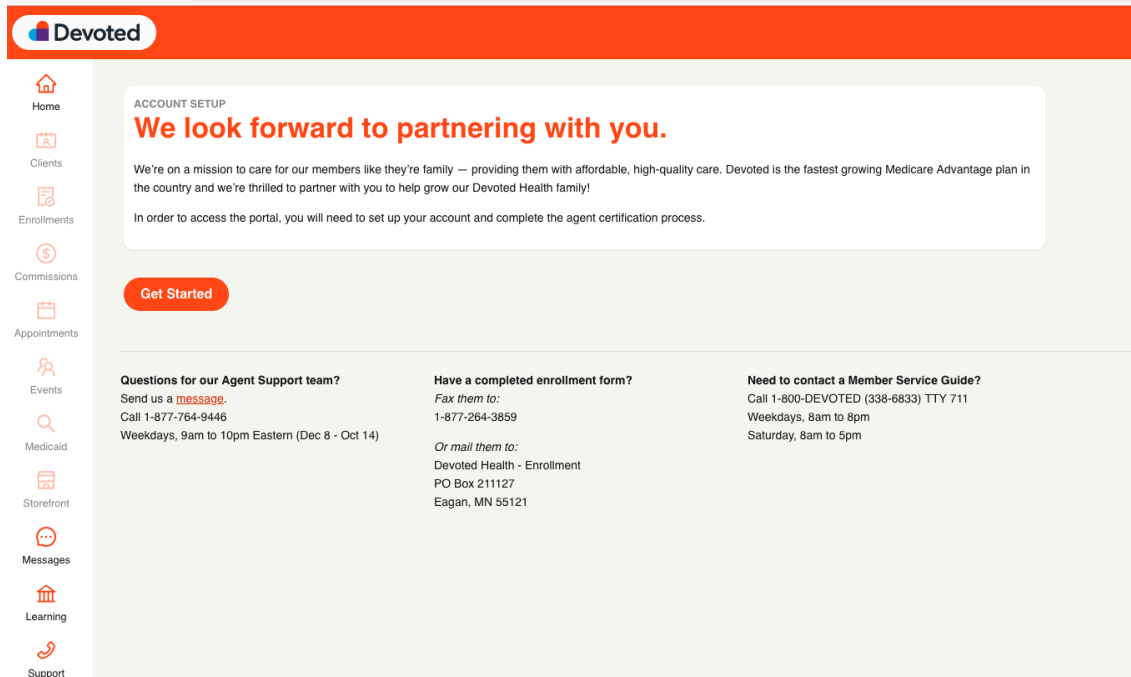 Devoted
Home
Clients
Enrollments
Commissions
Appointments
Events
Medicaid
Storefront
Messages
Learning
Support
ACCOUNT SETUP
We look forward to partnering with you.
We're on a mission to care for our members like they're family — providing them with affordable, high-quality care. Devoted is the fastest growing Medicare Advantage plan in
the country and we're thrilled to partner with you to help grow our Devoted Health family!
In order to access the portal, you will need to set up your account and complete the agent certification process.
Get Started
Questions for our Agent Support team?
Send us a message.
Call 1-877-764-9446
Weekdays, 9am to 10pm Eastern (Dec 8 - Oct 14)
Have a completed enrollment form?
Fax them to:
1-877-264-3859
Or mail them to:
Devoted Health - Enrollment
PO Box 211127
Eagan, MN 55121
Need to contact a Member Service Guide?
Call 1-800-DEVOTED (338-6833) TTY 711
Weekdays, 8am to 8pm
Saturday, 8am to 5pm